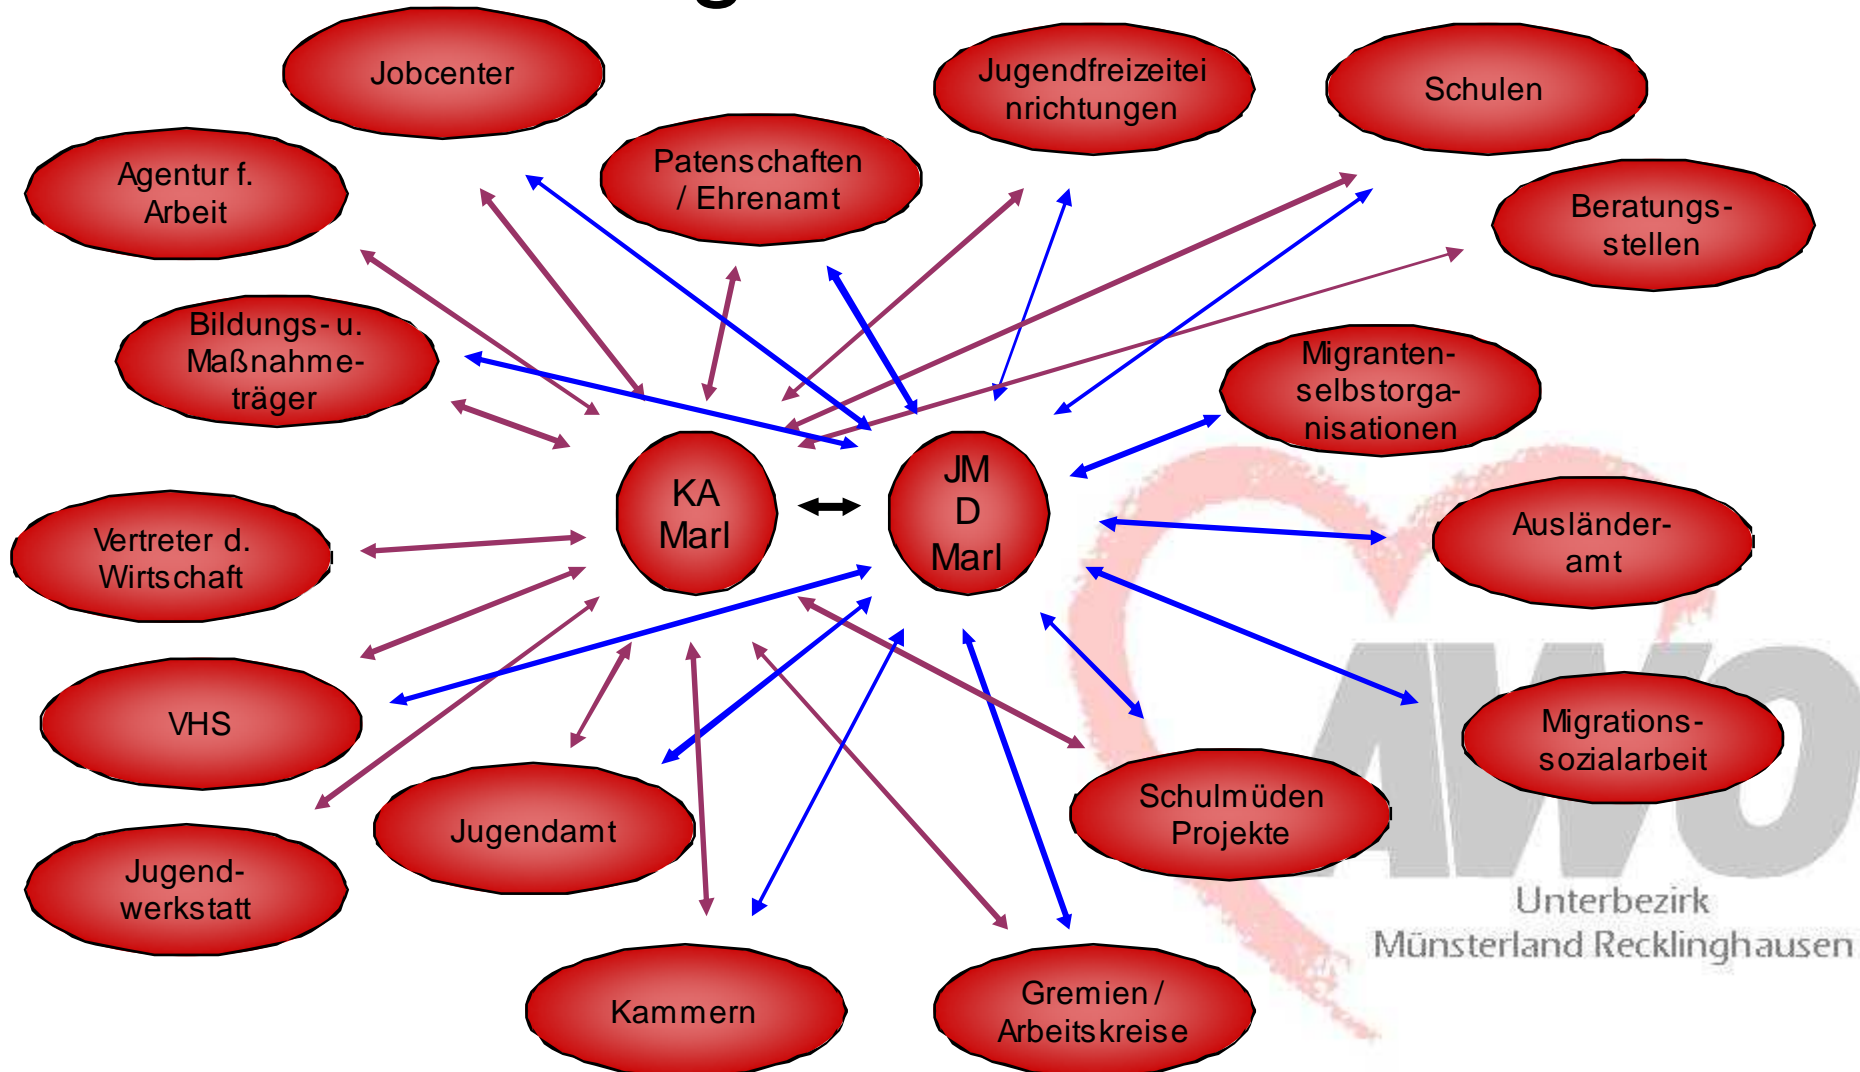 g
Jobcenter
Jugendfreizeitei
nrichtungen
Schulen
Agentur f.
Arbeit
Patenschaften
/ Ehrenamt
Beratungs-
stellen
Bildungs- u.
Maßnahme-
träger
Migranten-
selbstorga-
nisationen
KA
Marl
JM
D
Marl
Vertreter d.
Wirtschaft
Ausländer-
amt
VHS
Migrations-
sozialarbeit
Jugendamt
Schulmüden
Projekte
Jugend-
werkstatt
Kammern
Gremien /
Arbeitskreise
AWO
Unterbezirk
Münsterland Recklinghausen